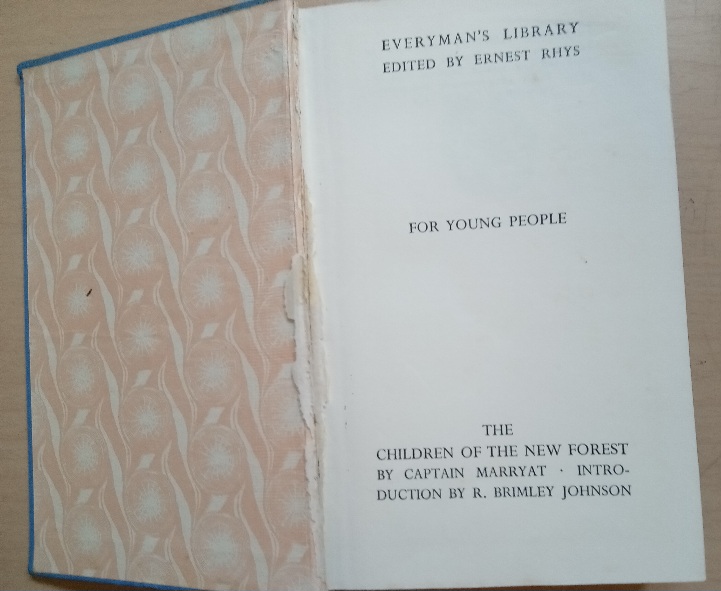 EVERYMAN'S LIBRARY
EDITED BY ERNEST RHYS
FOR YOUNG PEOPLE
THE
CHILDREN OF THE NEW FOREST
BY CAPTAIN MARRYAT · INTRO-
DUCTION BY R. BRIMLEY JOHNSON